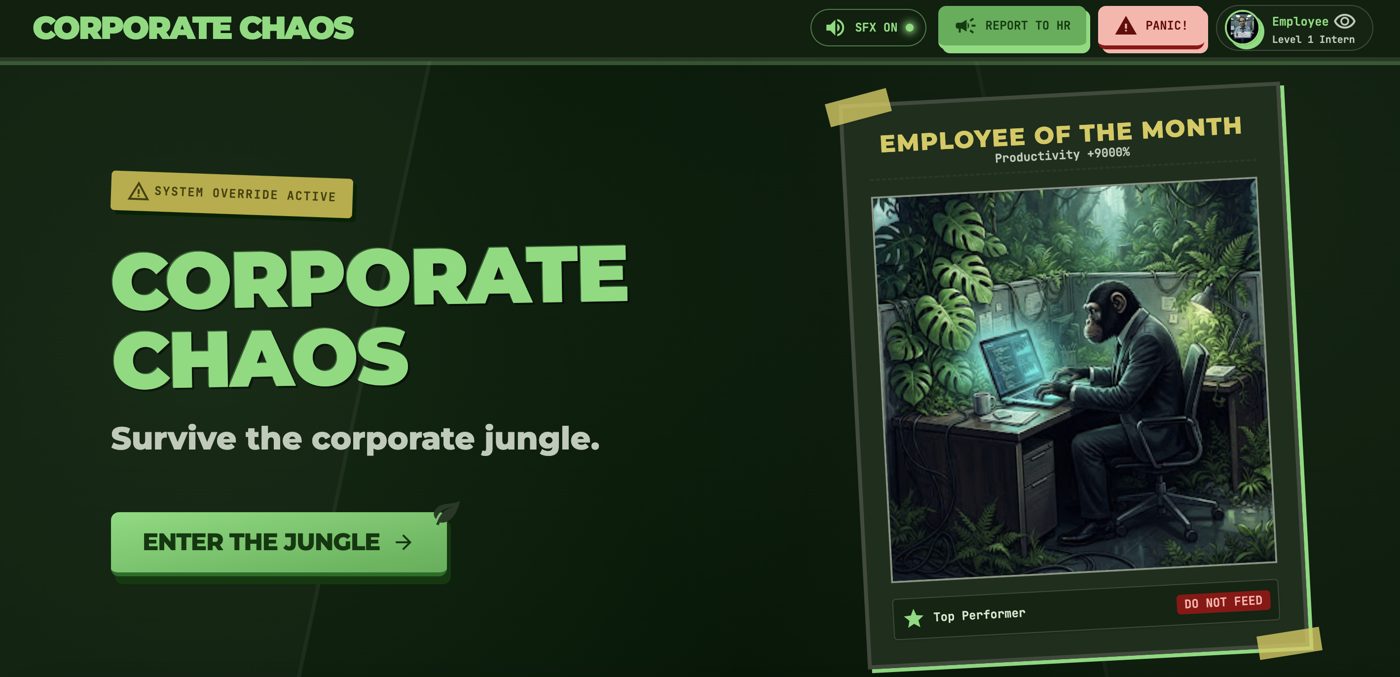 CORPORATE CHAOS
SFX ON
REPORT TO HR
PANIC!
Employee
Level 1 Intern
SYSTEM OVERRIDE ACTIVE
CORPORATE
CHAOS
Survive the corporate jungle.
ENTER THE JUNGLE →
EMPLOYEE OF THE MONTH
Productivity +9000%
Top Performer
DO NOT FEED